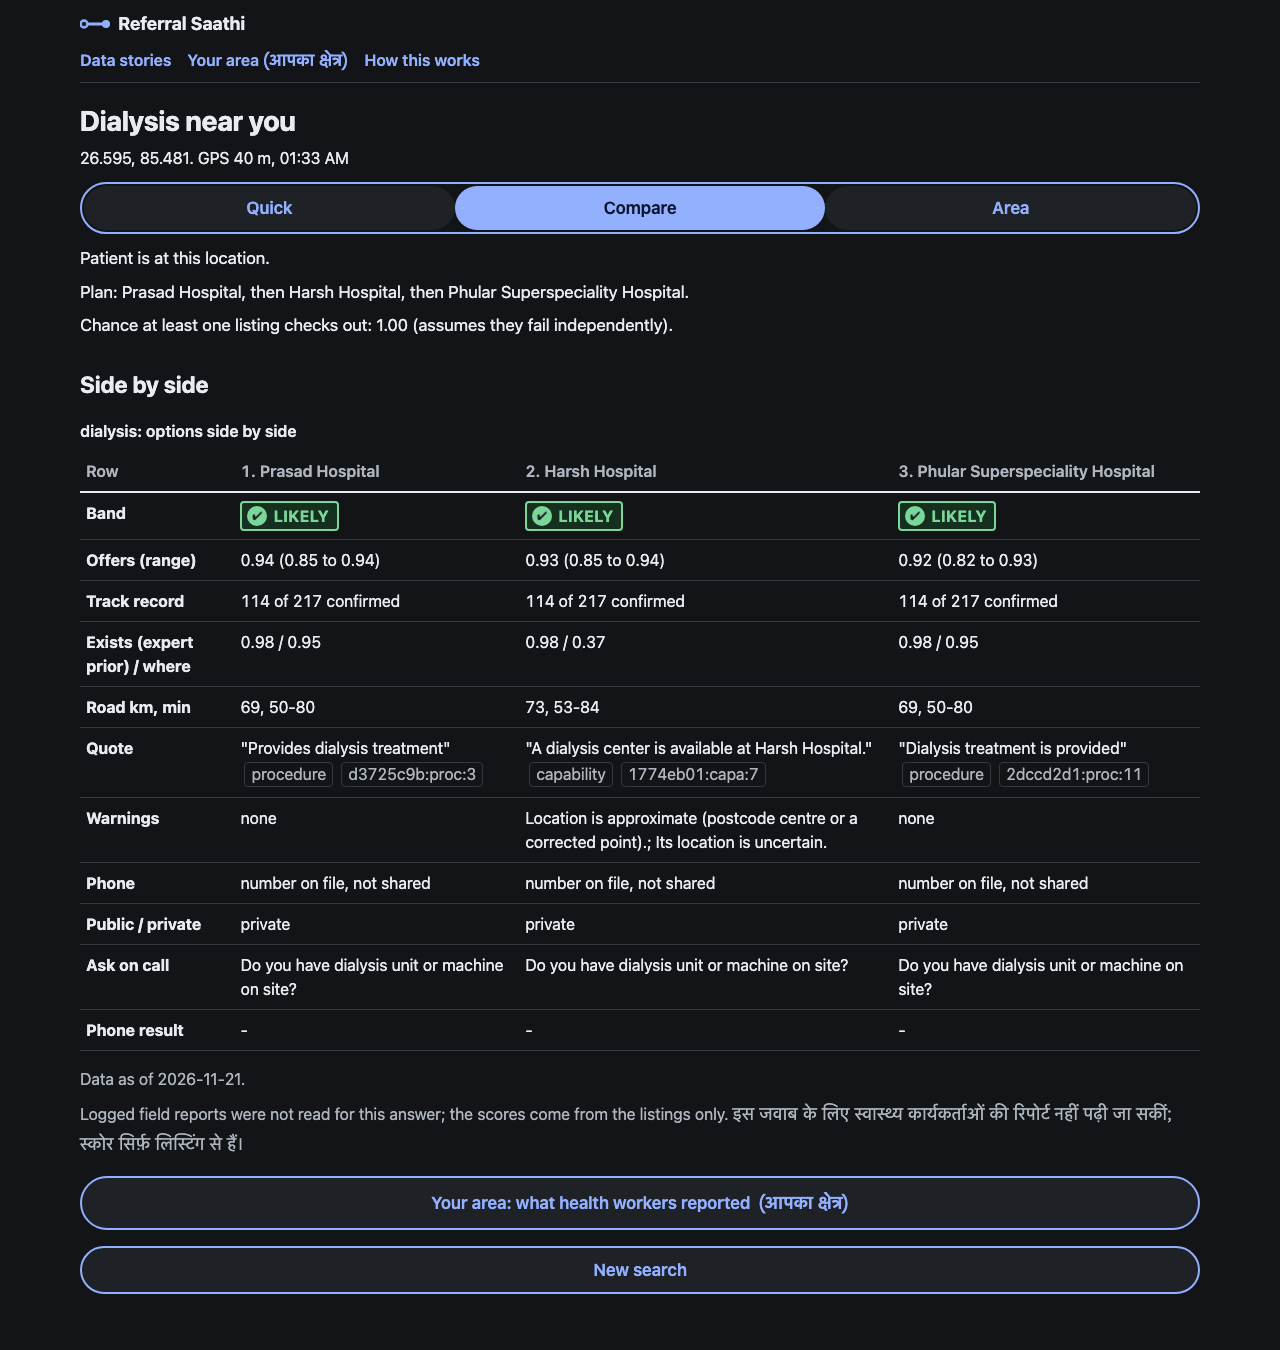 Referral Saathi
Data stories Your area (आपका क्षेत्र) How this works
Dialysis near you
26.595, 85.481. GPS 40 m, 01:33 AM
Quick Compare Area
Patient is at this location.
Plan: Prasad Hospital, then Harsh Hospital, then Phular Superspeciality Hospital.
Chance at least one listing checks out: 1.00 (assumes they fail independently).
Side by side
dialysis: options side by side
Row 1. Prasad Hospital 2. Harsh Hospital 3. Phular Superspeciality Hospital
Band LIKELY LIKELY LIKELY
Offers (range) 0.94 (0.85 to 0.94) 0.93 (0.85 to 0.94) 0.92 (0.82 to 0.93)
Track record 114 of 217 confirmed 114 of 217 confirmed 114 of 217 confirmed
Exists (expert 0.98 / 0.95 0.98 / 0.37 0.98 / 0.95
prior) / where
Road km, min 69, 50-80 73, 53-84 69, 50-80
Quote "Provides dialysis treatment" "A dialysis center is available at Harsh Hospital." "Dialysis treatment is provided"
procedure d3725c9b:proc:3 capability 1774eb01:capa:7 procedure 2dccd2d1:proc:11
Warnings none Location is approximate (postcode centre or a none
corrected point).; Its location is uncertain.
Phone number on file, not shared number on file, not shared number on file, not shared
Public / private private private private
Ask on call Do you have dialysis unit or machine Do you have dialysis unit or machine on site? Do you have dialysis unit or machine on
on site? site?
Phone result - - -
Data as of 2026-11-21.
Logged field reports were not read for this answer; the scores come from the listings only. इस जवाब के लिए स्वास्थ्य कार्यकर्ताओं की रिपोर्ट नहीं पढ़ी जा सकीं;
स्कोर सिर्फ़ लिस्टिंग से हैं।
Your area: what health workers reported (आपका क्षेत्र)
New search